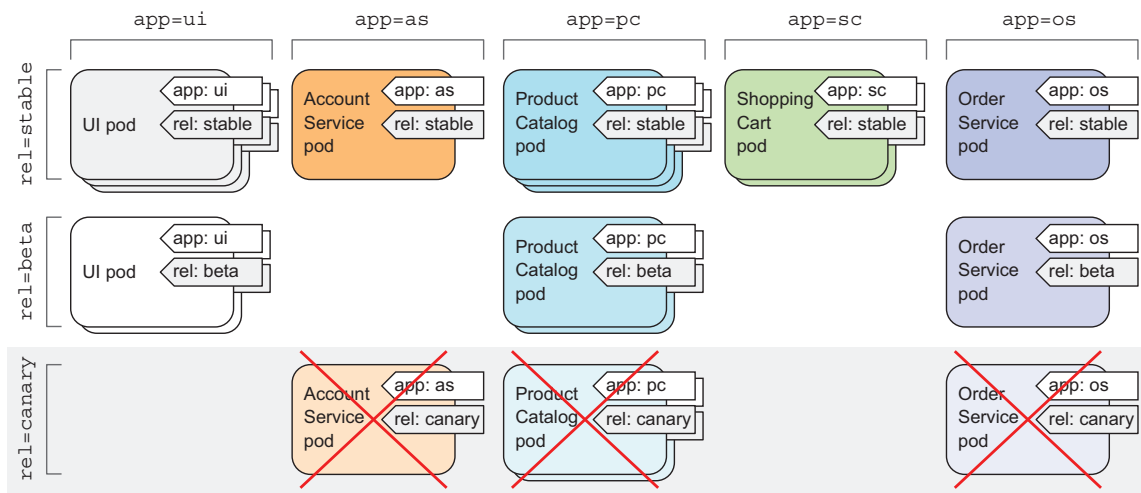 app=ui
app=as
app=pc
app=sc
app=os
rel=stable
UI pod
app: ui
rel: stable
Account
Service
pod
app: as
rel: stable
Product
Catalog
pod
app: pc
rel: stable
Shopping
Cart
pod
app: sc
rel: stable
Order
Service
pod
app: os
rel: stable
rel=beta
UI pod
app: ui
rel: beta
Product
Catalog
pod
app: pc
rel: beta
Order
Service
pod
app: os
rel: beta
rel=canary
Account
Service
pod
app: as
rel: canary
Product
Catalog
pod
app: pc
rel: canary
Order
Service
pod
app: os
rel: canary